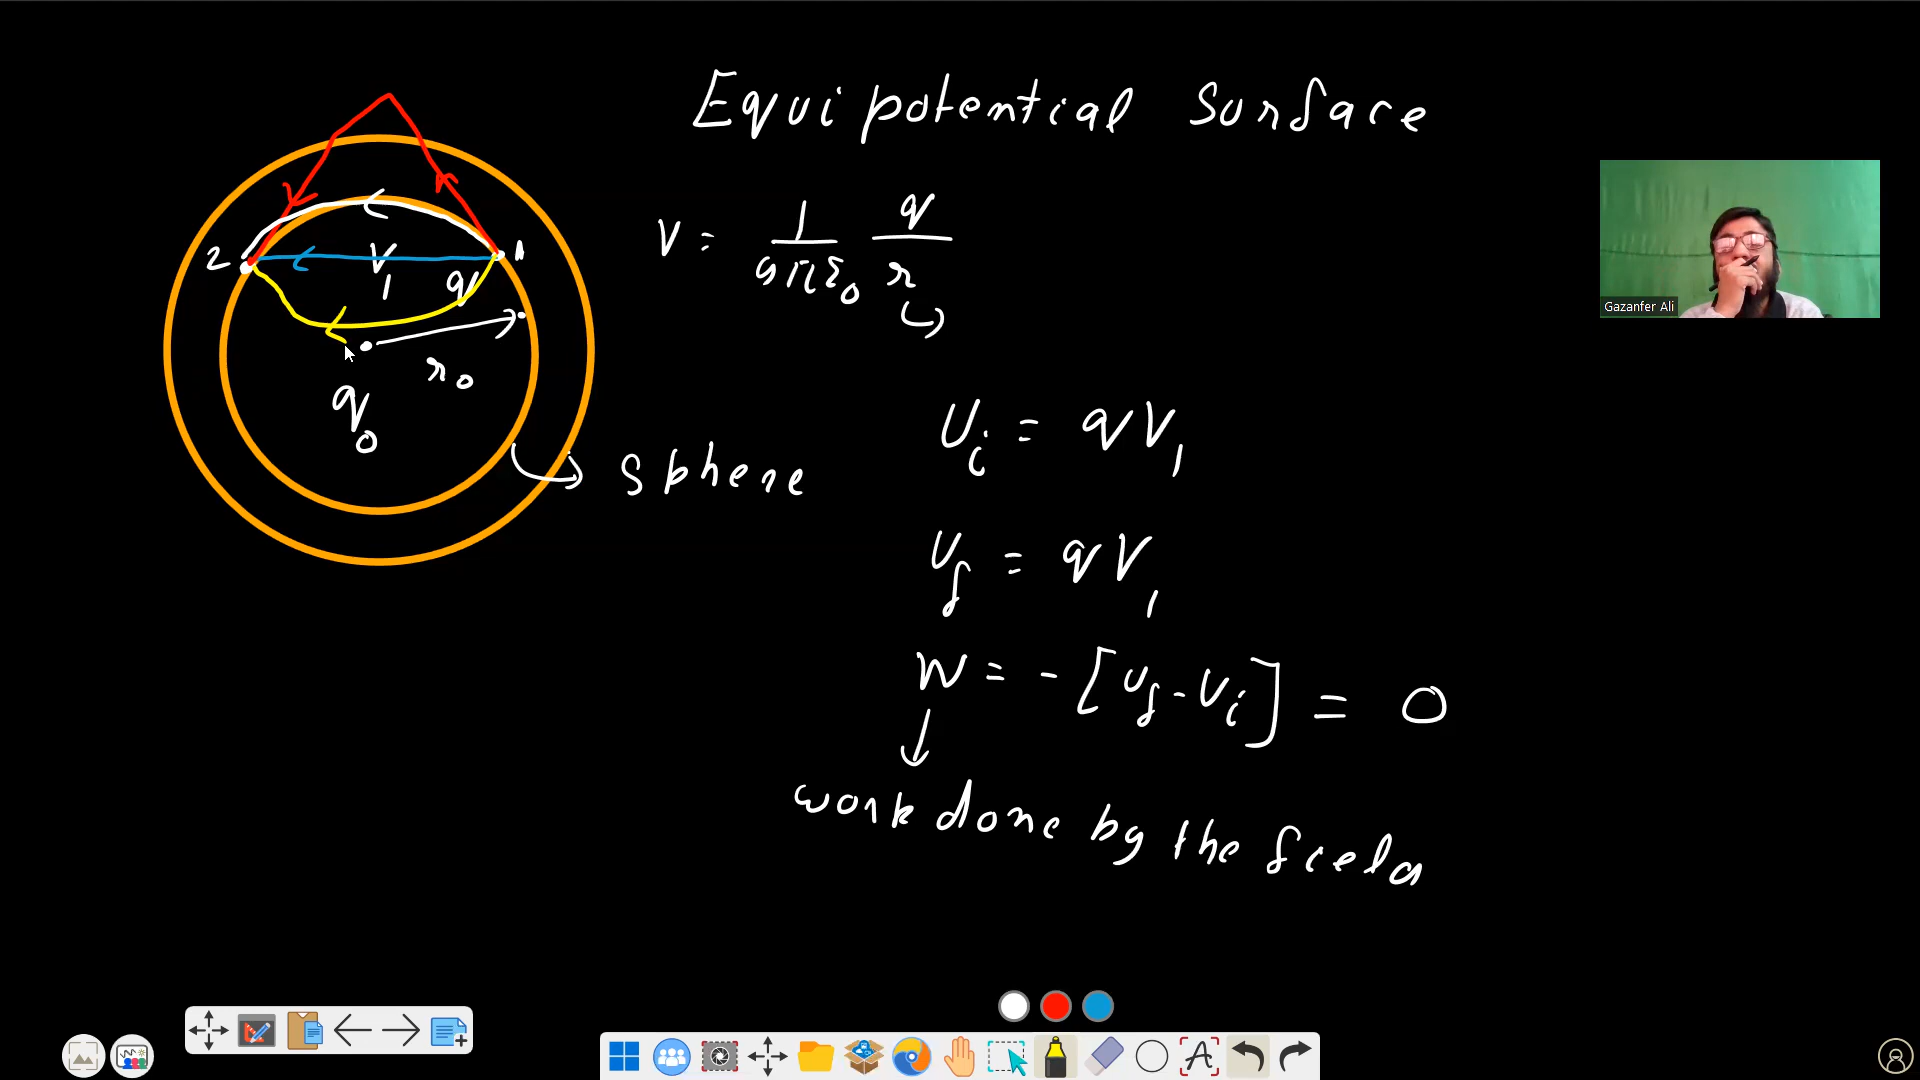 Equipotential Surface
V = 1/4πε₀ q/r
2
V₁
1
q
r₀
q₀
Sphere
Uᵢ = qV₁
U_f = qV₁
W = -[U_f - Uᵢ] = 0
work done by the field
Gazanfer Ali